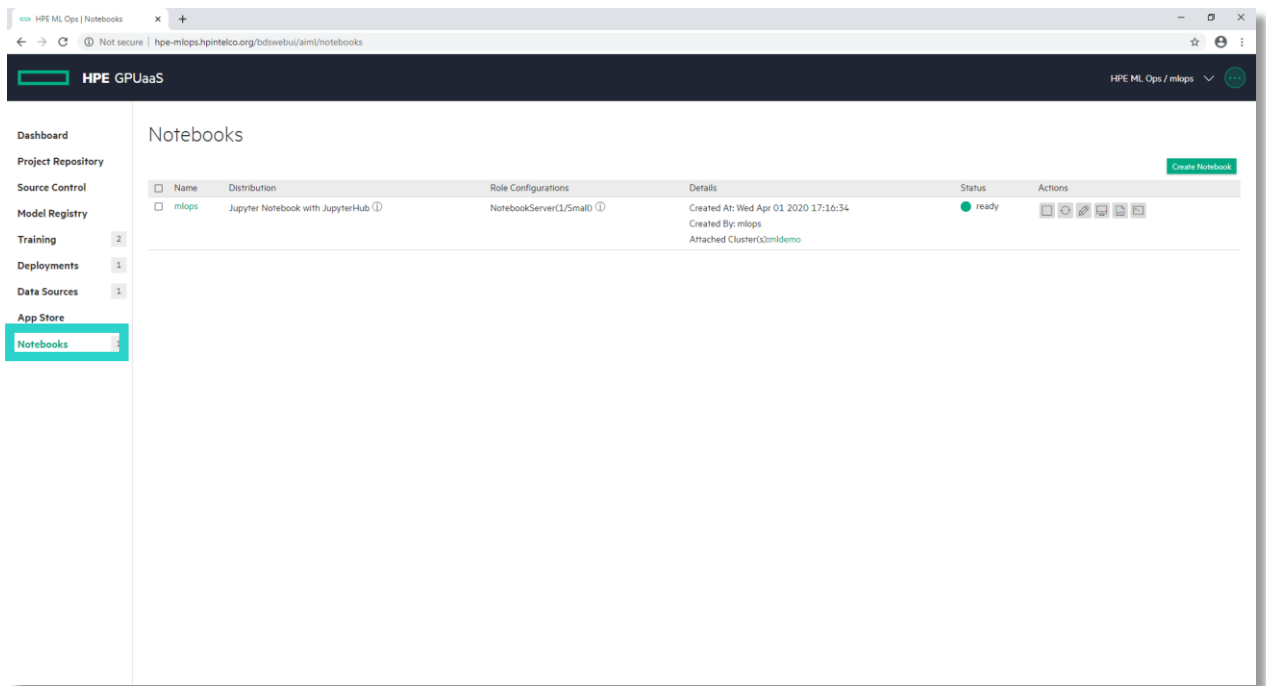 HPE ML Ops | Notebooks
Not secure | hpe-mlops.hpintelco.org/bdswebui/aiml/notebooks
HPE GPUaaS
HPE ML Ops / mlops
Dashboard
Project Repository
Source Control
Model Registry
Training 2
Deployments 1
Data Sources 1
App Store
Notebooks
Notebooks
Create Notebook
Name Distribution Role Configurations Details Status Actions
mlops Jupyter Notebook with JupyterHub NotebookServer(1/Small) Created At: Wed Apr 01 2020 17:16:34 ready
Created By: mlops
Attached Cluster(s):mldemo